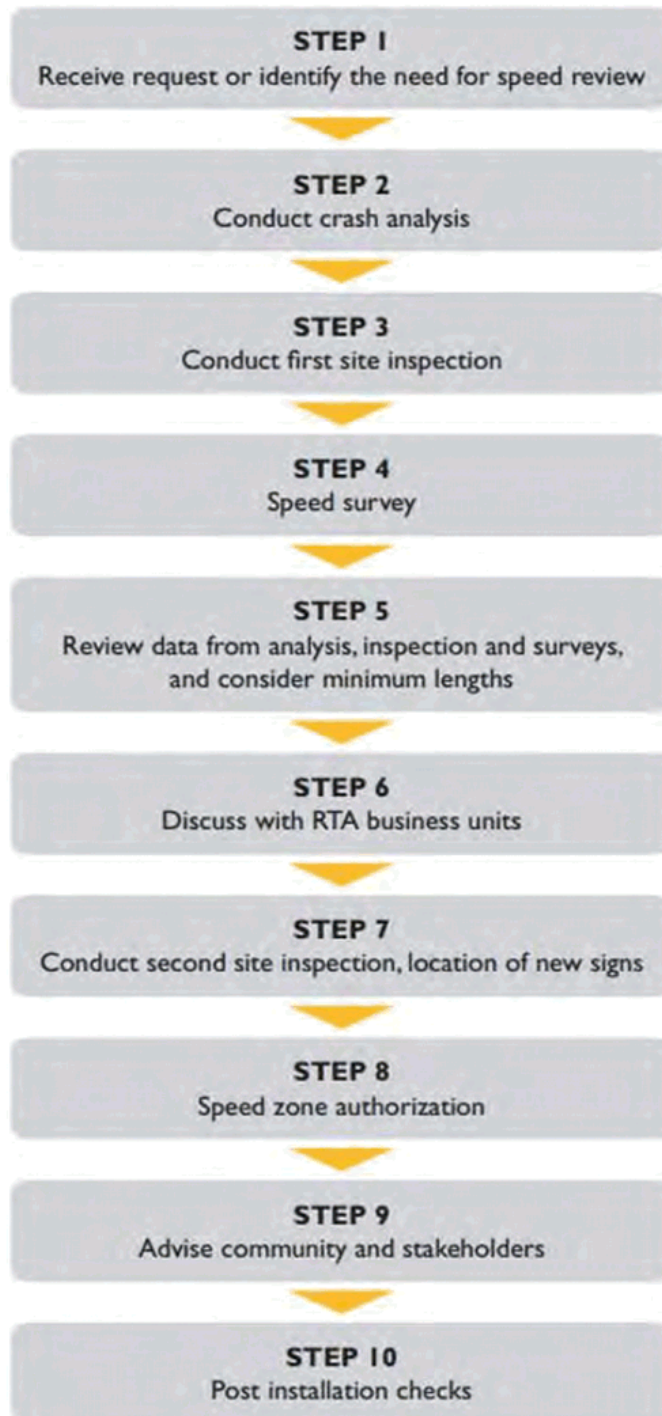 STEP 1
Receive request or identify the need for speed review
STEP 2
Conduct crash analysis
STEP 3
Conduct first site inspection
STEP 4
Speed survey
STEP 5
Review data from analysis, inspection and surveys,
and consider minimum lengths
STEP 6
Discuss with RTA business units
STEP 7
Conduct second site inspection, location of new signs
STEP 8
Speed zone authorization
STEP 9
Advise community and stakeholders
STEP 10
Post installation checks